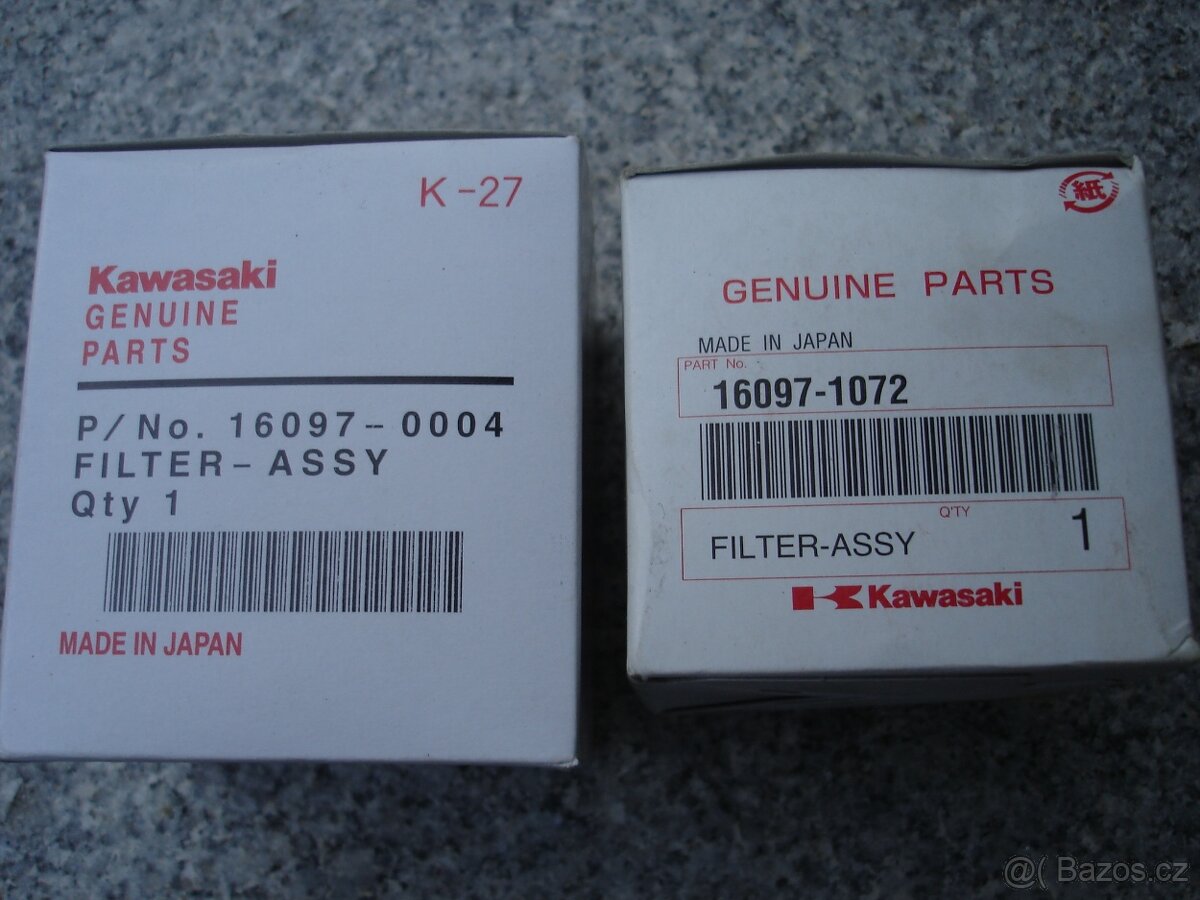 K-27
Kawasaki
GENUINE
PARTS
P/No. 16097-0004
FILTER-ASSY
Qty 1
MADE IN JAPAN
紙
GENUINE PARTS
MADE IN JAPAN
PART No.
16097-1072
Q'TY
FILTER-ASSY 1
Kawasaki
@( Bazos.cz